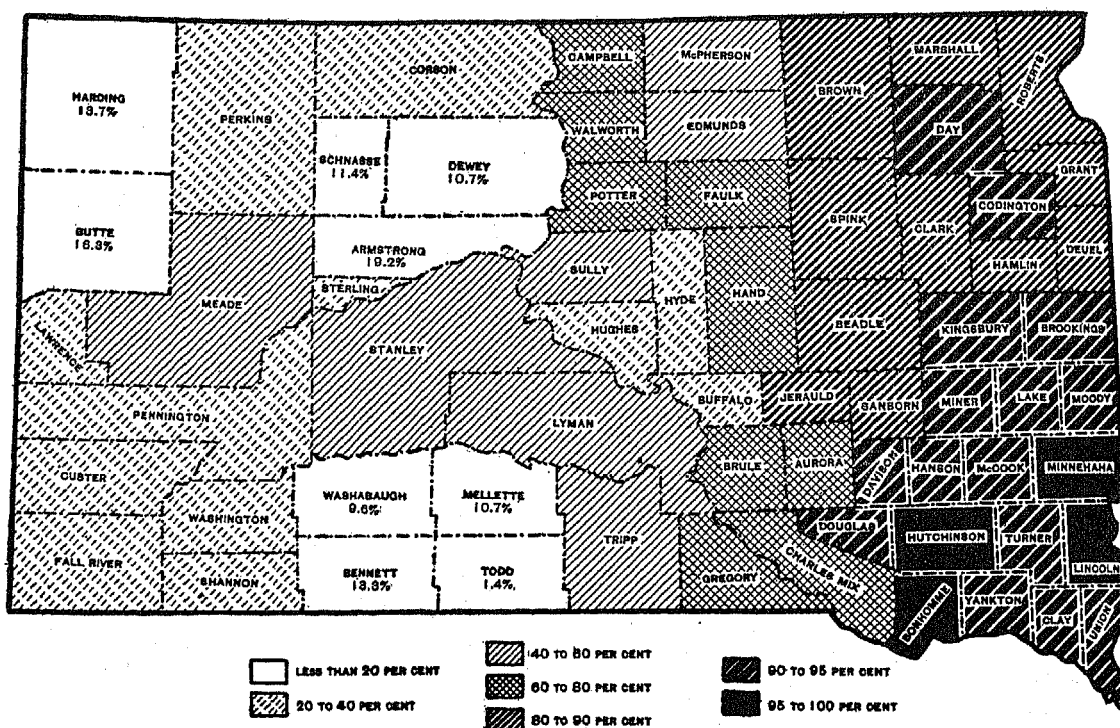 CAMPBELL
McPHERSON
MARSHALL
ROBERTS
HARDING
13.7%
PERKINS
CORSON
BROWN
WALWORTH
EDMUNDS
DAY
SCHNASSE
11.4%
DEWEY
10.7%
GRANT
POTTER
FAULK
SPINK
CLARK
CODINGTON
BUTTE
16.3%
ARMSTRONG
19.2%
DEUEL
SULLY
HAMLIN
STERLING
MEADE
HYDE
HAND
LAWRENCE
HUGHES
BEADLE
KINGSBURY
BROOKINGS
STANLEY
PENNINGTON
BUFFALO
JERAULD
SANBORN
MINER
LAKE
MOODY
LYMAN
CUSTER
BRULE
AURORA
DAVISON
HANSON
McCOOK
MINNEHAHA
WASHABAUGH
9.6%
MELLETTE
10.7%
WASHINGTON
DOUGLAS
HUTCHINSON
TURNER
TRIPP
FALL RIVER
SHANNON
BENNETT
13.3%
TODD
1.4%
GREGORY
CHARLES MIX
LINCOLN
BONHOMME
YANKTON
CLAY
UNION
LESS THAN 20 PER CENT
20 TO 40 PER CENT
40 TO 60 PER CENT
60 TO 80 PER CENT
80 TO 90 PER CENT
90 TO 95 PER CENT
95 TO 100 PER CENT